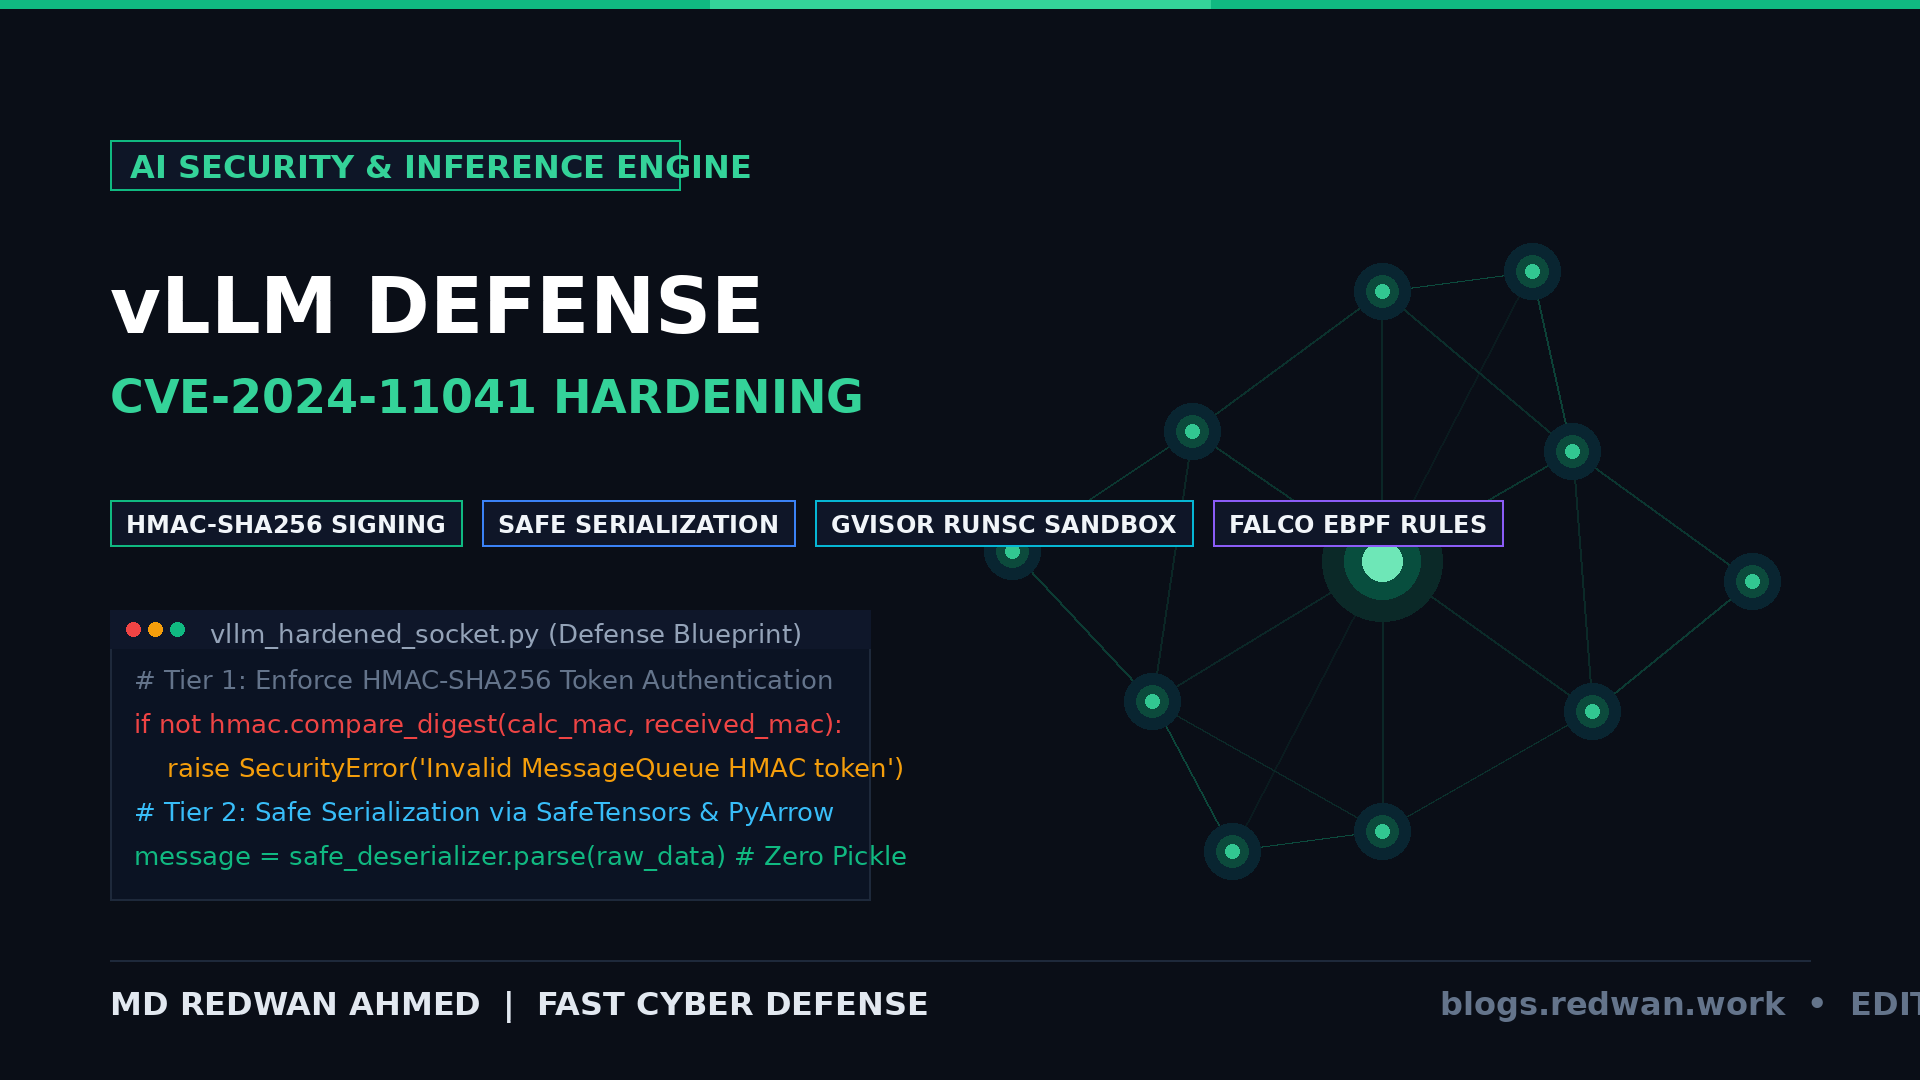 AI SECURITY & INFERENCE ENGINE
vLLM DEFENSE
CVE-2024-11041 HARDENING
HMAC-SHA256 SIGNING SAFE SERIALIZATION GVISOR RUNSC SANDBOX FALCO EBPF RULES
vllm_hardened_socket.py (Defense Blueprint)
# Tier 1: Enforce HMAC-SHA256 Token Authentication
if not hmac.compare_digest(calc_mac, received_mac):
raise SecurityError('Invalid MessageQueue HMAC token')
# Tier 2: Safe Serialization via SafeTensors & PyArrow
message = safe_deserializer.parse(raw_data) # Zero Pickle
MD REDWAN AHMED | FAST CYBER DEFENSE
blogs.redwan.work •